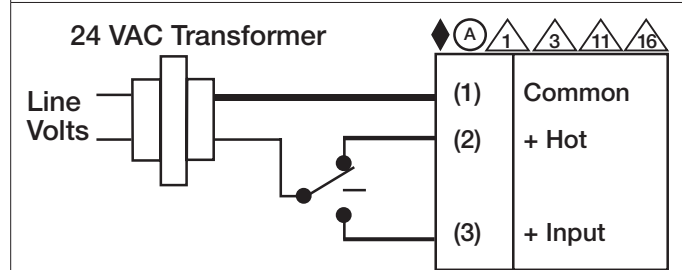 24 VAC Transformer
A 1 3 11 16
Line
Volts
(1) Common
(2) + Hot
(3) + Input